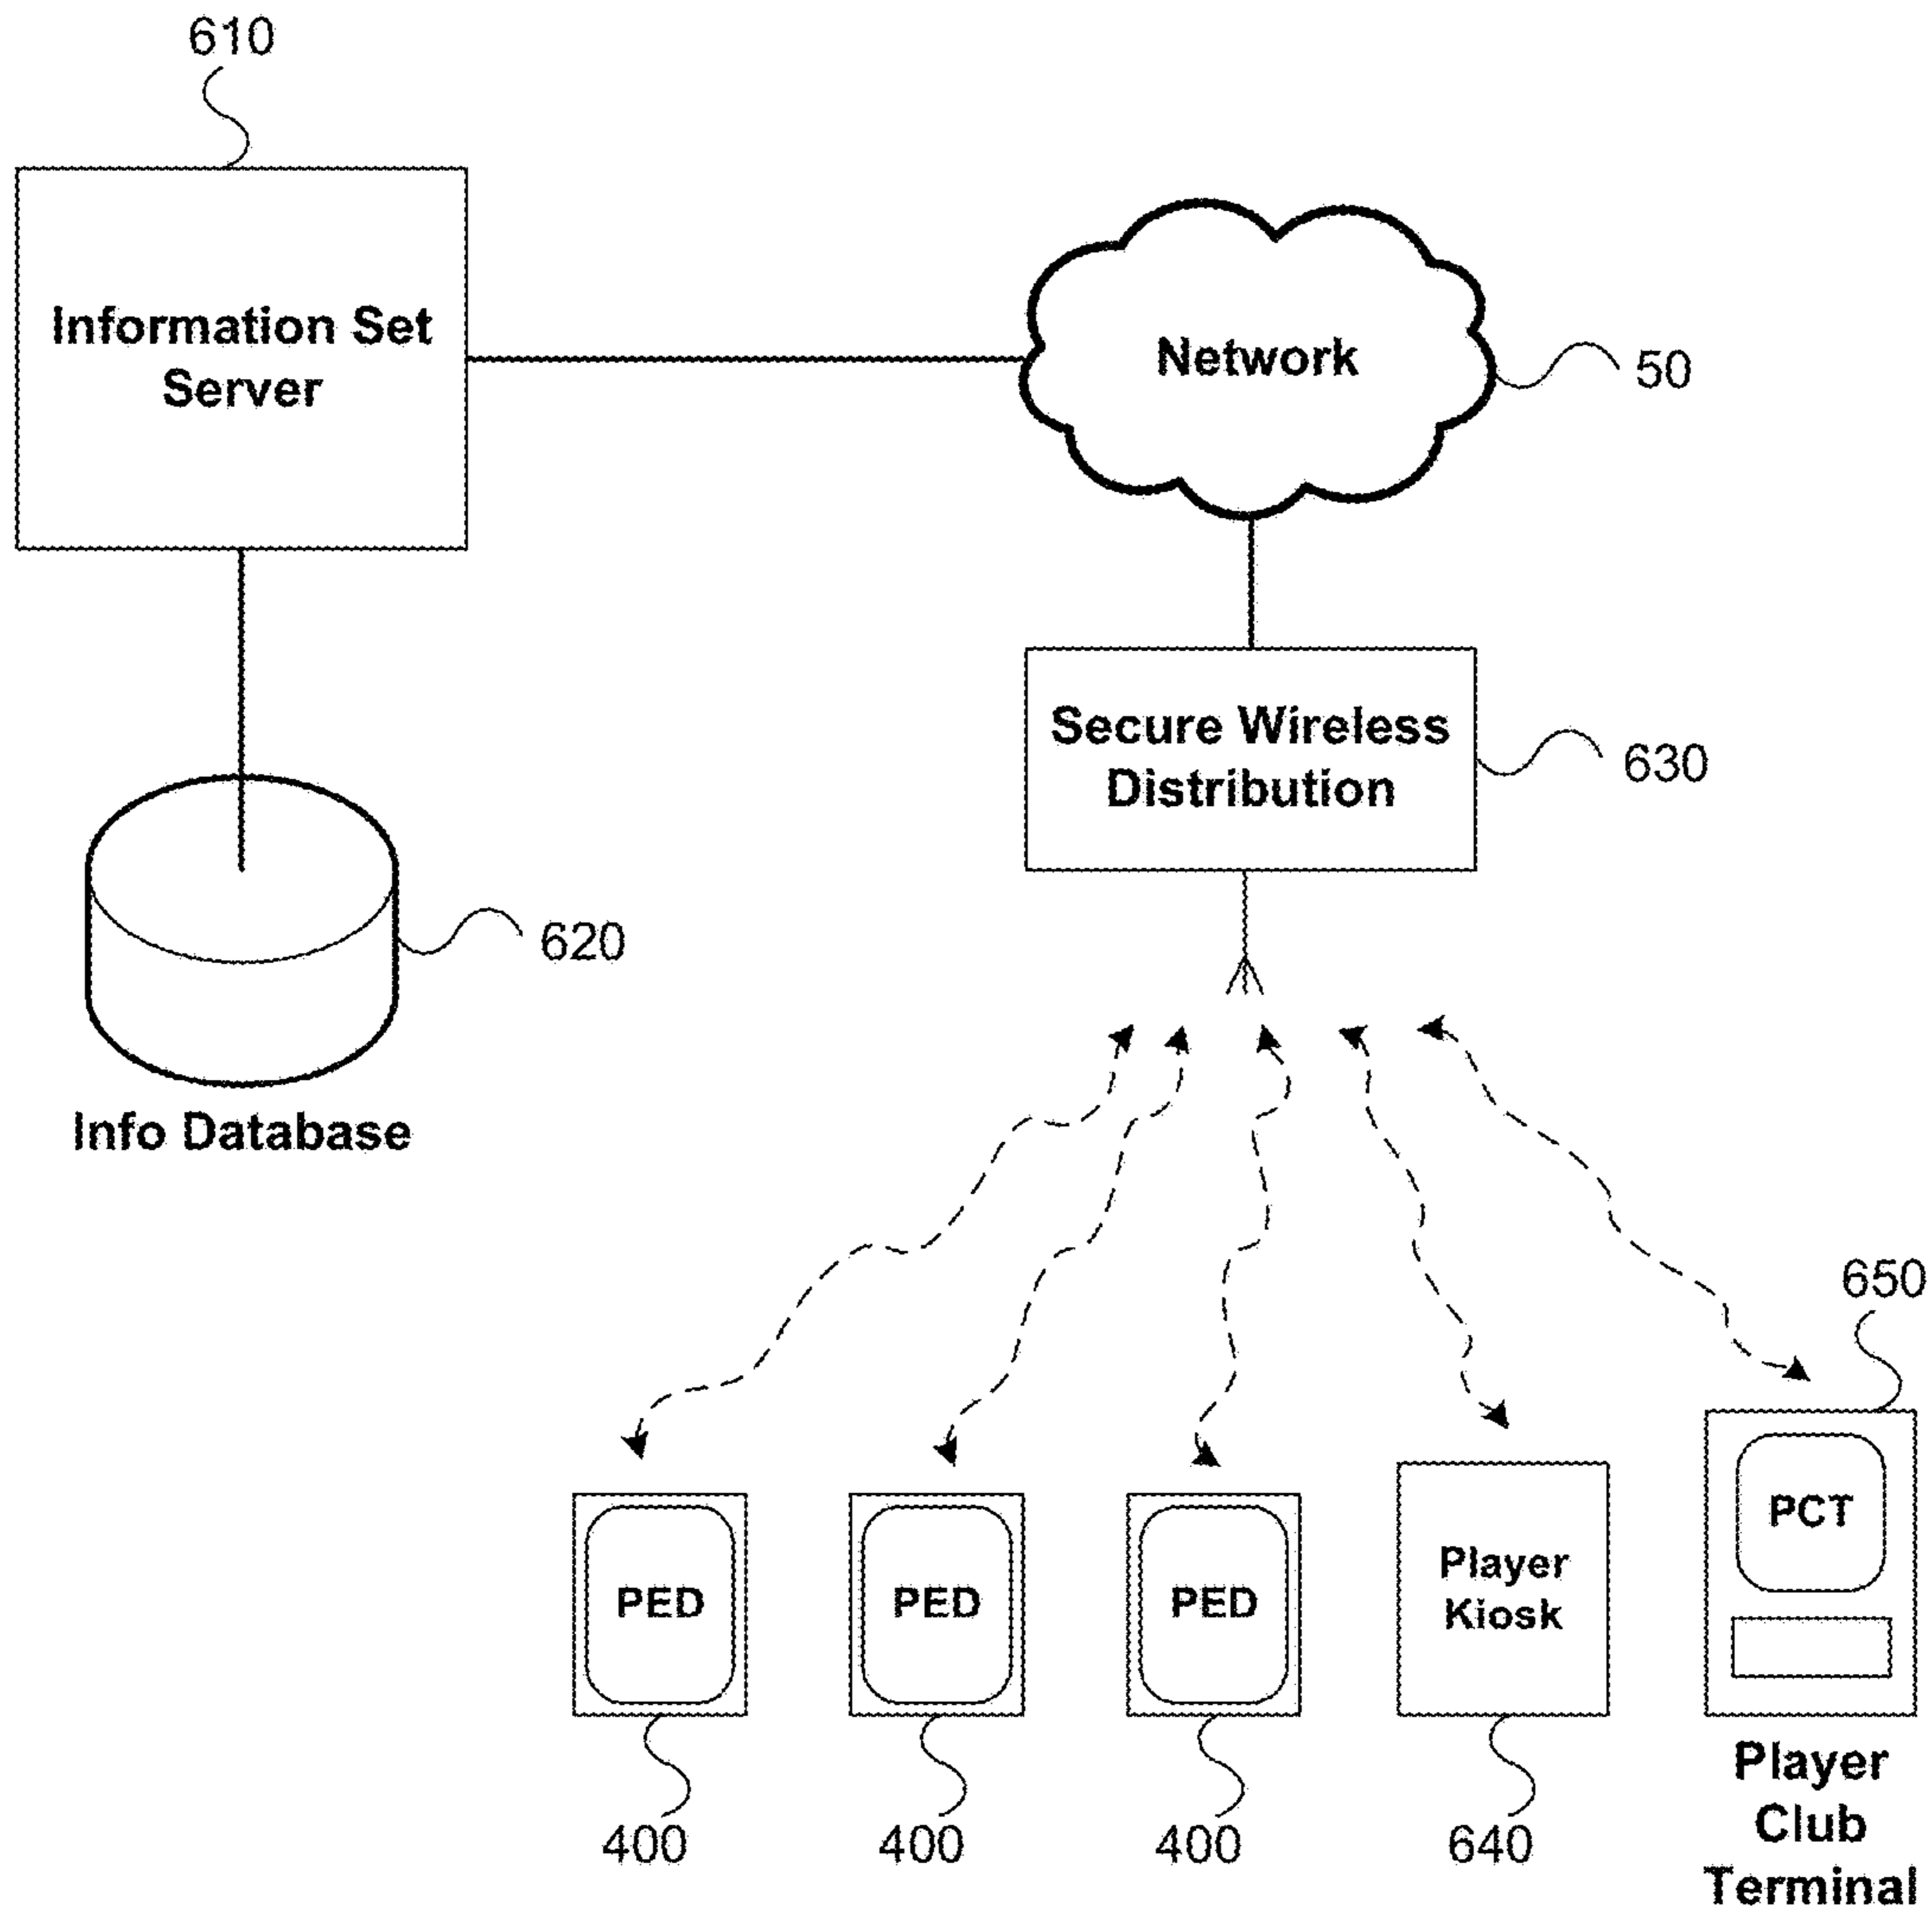 610
Information Set
Server
Network
50
Secure Wireless
Distribution
630
620
Info Database
650
PCT
PED
PED
PED
Player
Kiosk
400
400
400
640
Player
Club
Terminal